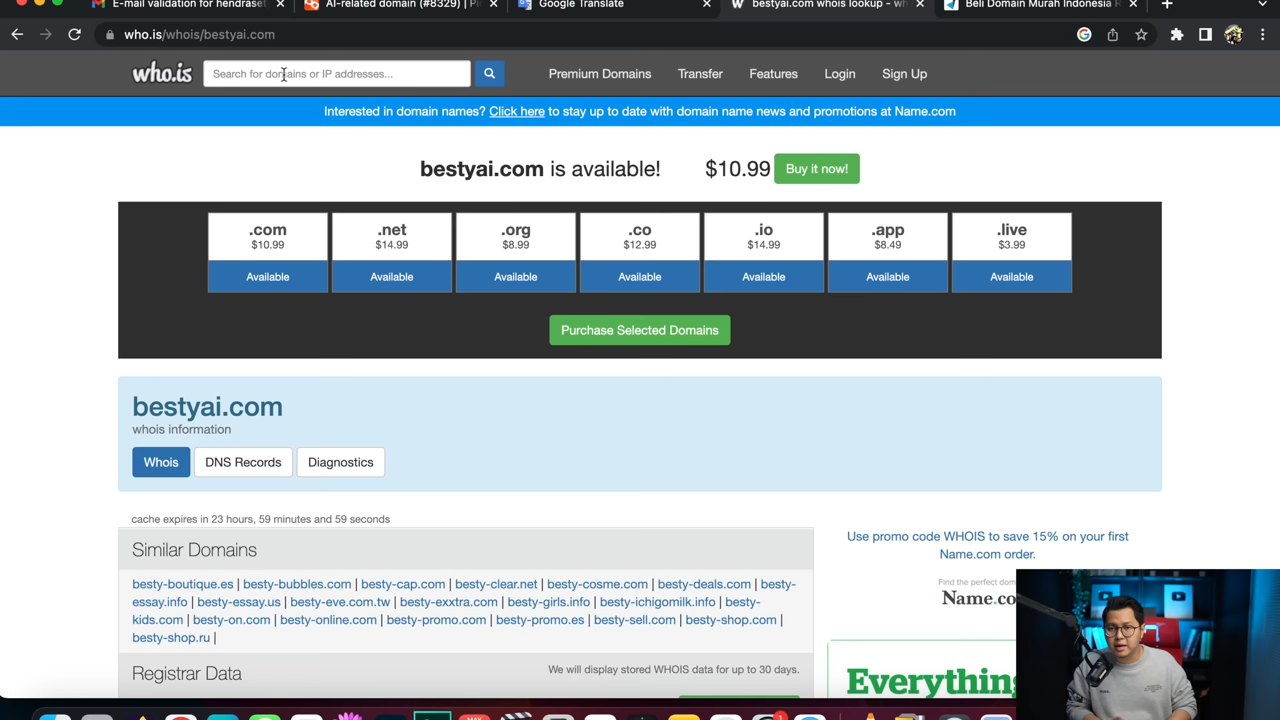 E-mail validation for hendraset
AI-related domain (#8329) | Pi
Google Translate
bestyai.com whois lookup - wh
Beli Domain Murah Indonesia
who.is/whois/bestyai.com
who.is
Search for domains or IP addresses...
Premium Domains
Transfer
Features
Login
Sign Up
Interested in domain names? Click here to stay up to date with domain name news and promotions at Name.com
bestyai.com is available!
$10.99
Buy it now!
.com
.net
.org
.co
.io
.app
.live
$10.99
$14.99
$8.99
$12.99
$14.99
$8.49
$3.99
Available
Available
Available
Available
Available
Available
Available
Purchase Selected Domains
bestyai.com
whois information
Whois
DNS Records
Diagnostics
cache expires in 23 hours, 59 minutes and 59 seconds
Similar Domains
besty-boutique.es | besty-bubbles.com | besty-cap.com | besty-clear.net | besty-cosme.com | besty-deals.com | besty-
essay.info | besty-essay.us | besty-eve.com.tw | besty-exxtra.com | besty-girls.info | besty-ichigomilk.info | besty-
kids.com | besty-on.com | besty-online.com | besty-promo.com | besty-promo.es | besty-sell.com | besty-shop.com |
besty-shop.ru |
Registrar Data
We will display stored WHOIS data for up to 30 days.
Use promo code WHOIS to save 15% on your first
Name.com order.
Find the perfect dom
Name.co
Everything